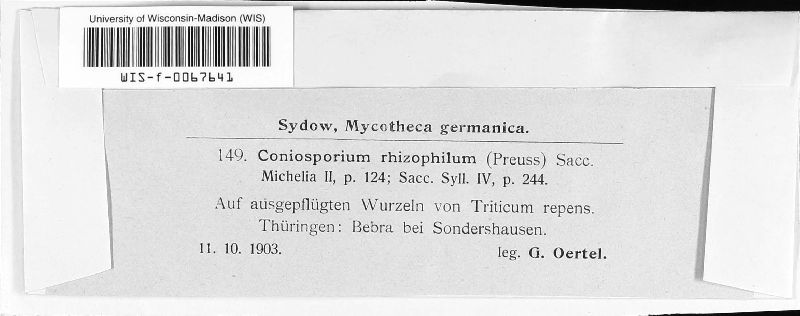 University of Wisconsin-Madison (WIS)
WIS-f-0067641
Sydow, Mycotheca germanica.
149. Coniosporium rhizophilum (Preuss) Sacc.
Michelia II, p. 124; Sacc. Syll. IV, p. 244.
Auf ausgepflügten Wurzeln von Triticum repens.
Thüringen: Bebra bei Sondershausen.
11. 10. 1903. leg. G. Oertel.